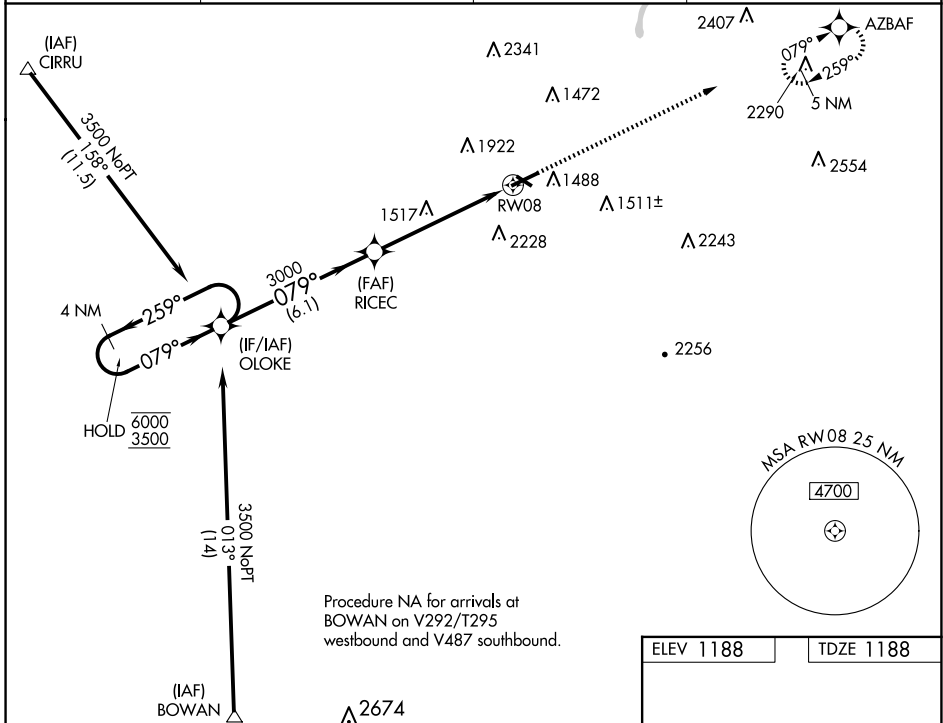 2407
AZBAF
(IAF)
CIRRU
2341
079°
259°
1472
2290
5 NM
3500 NoPT
158°
(11.5)
1922
2554
1488
RW08
1511±
1517
2228
2243
3000
079°
(6.1)
(FAF)
RICEC
4 NM
259°
079°
(IF/IAF)
OLOKE
2256
HOLD 6000
3500
MSA RW08 25 NM
4700
3500 NoPT
013°
(14)
Procedure NA for arrivals at
BOWAN on V292/T295
westbound and V487 southbound.
ELEV 1188
TDZE 1188
(IAF)
BOWAN
2674